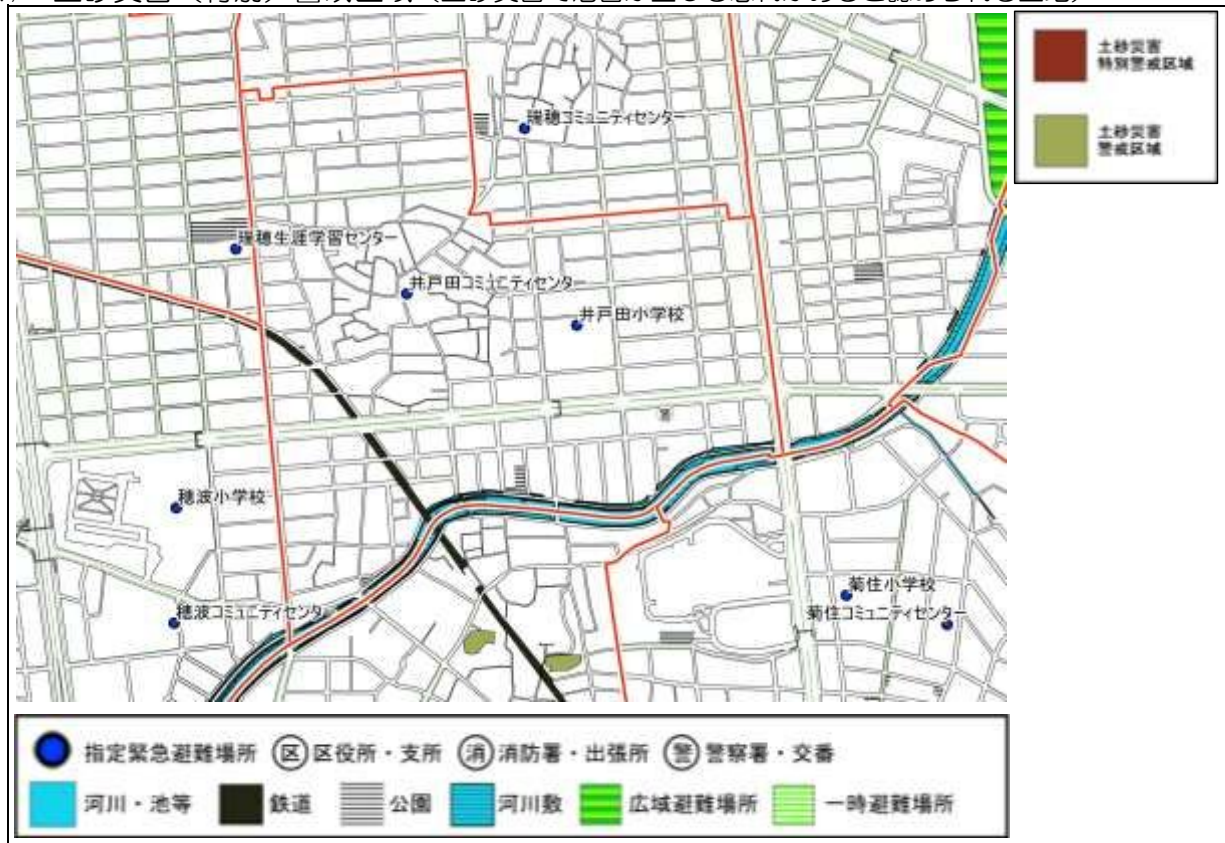 土砂災害
特別警戒区域
土砂災害
警戒区域
瑞穂コミュニティセンター
瑞穂生涯学習センター
井戸田コミュニティセンター
井戸田小学校
穂波小学校
穂波コミュニティセンタ
菊住小学校
菊住コミュニティセンター
指定緊急避難場所 区 区役所・支所 消 消防署・出張所 警 警察署・交番
河川・池等 鉄道 公園 河川敷 広域避難場所 一時避難場所